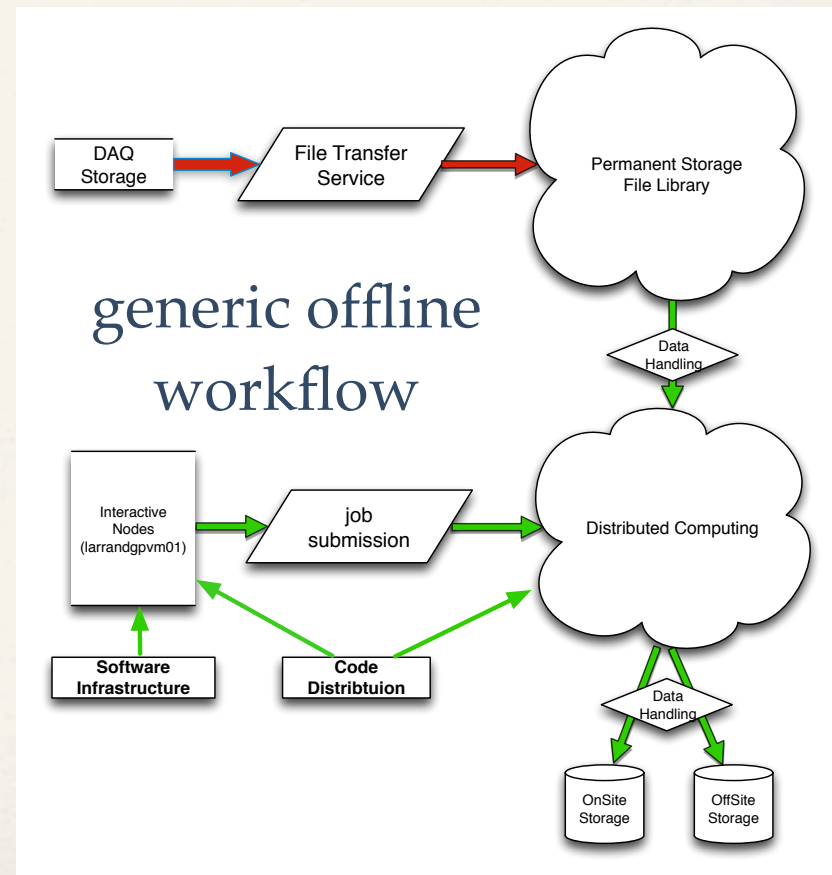 DAQ
Storage
File Transfer
Service
Permanent Storage
File Library
generic offline
workflow
Data
Handling
Interactive
Nodes
(larrandgpvm01)
job
submission
Distributed Computing
Software
Infrastructure
Code
Distribtuion
Data
Handling
OnSite
Storage
OffSite
Storage